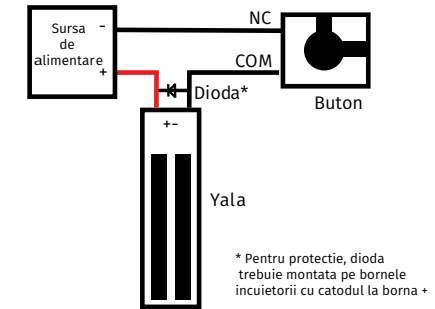 Sursa -
de
alimentare
+
NC
COM
Buton
Dioda*
+-
Yala
* Pentru protectie, dioda
trebuie montata pe bornele
incuietorii cu catodul la borna +